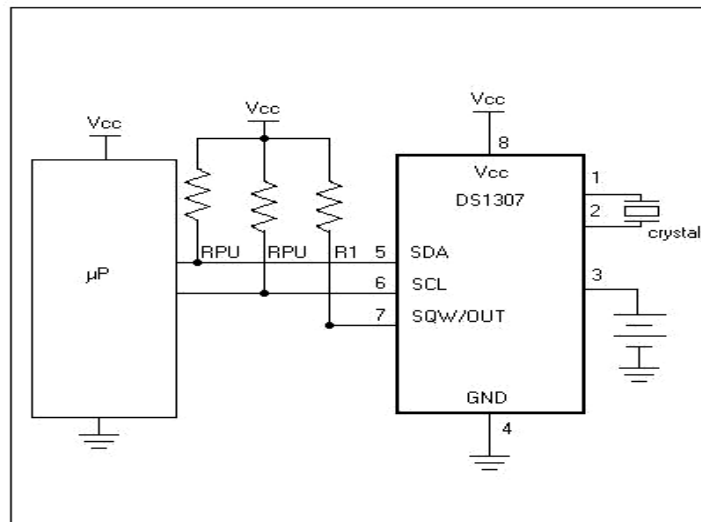 Vcc
Vcc
Vcc
8
Vcc
DS1307
1
2
crystal
RPU RPU R1 5 SDA
µP
6 SCL
3
7 SQW/OUT
GND
4